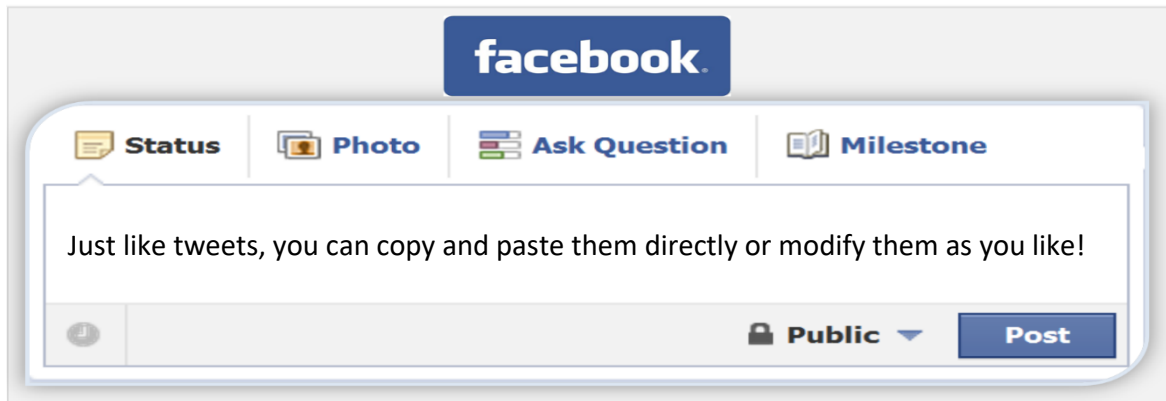 facebook.
Status Photo Ask Question Milestone
Just like tweets, you can copy and paste them directly or modify them as you like!
Public Post